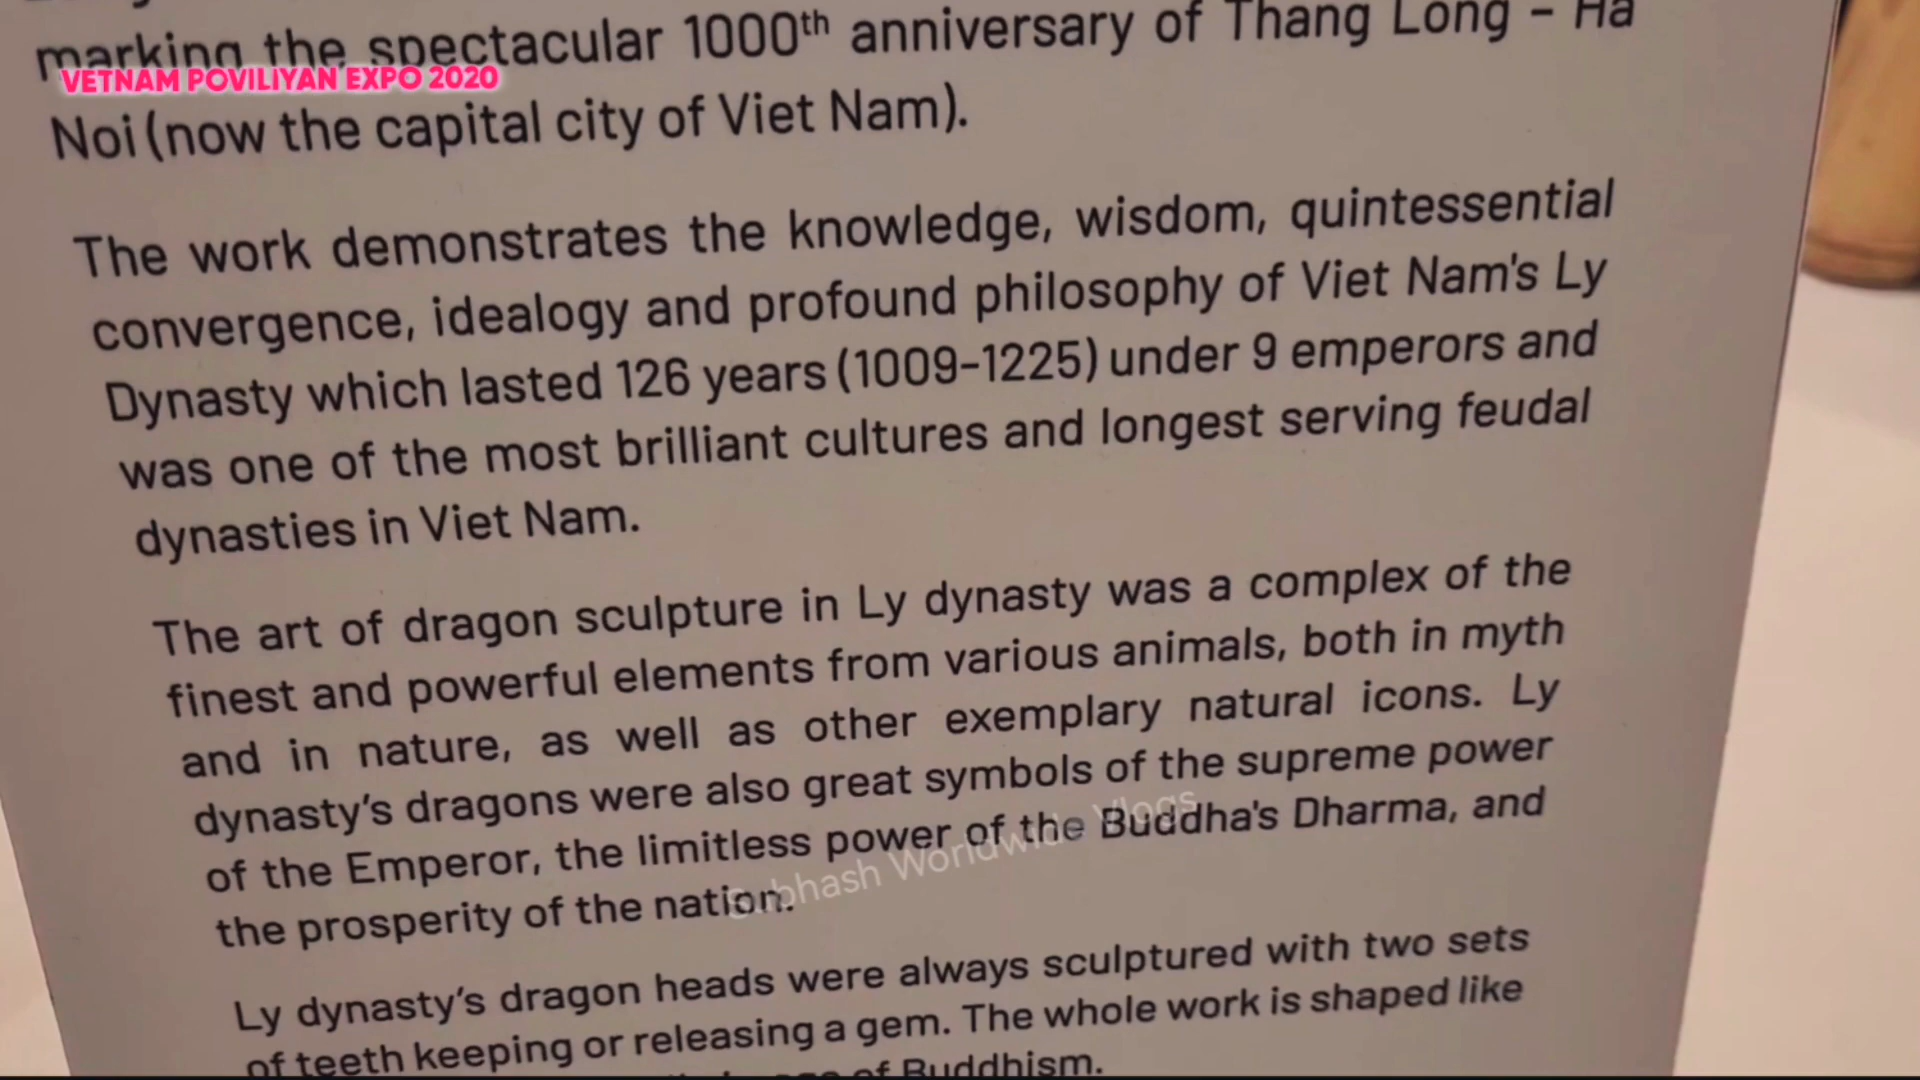 marking the spectacular 1000th anniversary of Thang Long - Ha
VETNAM POVILIYAN EXPO 2020
Noi (now the capital city of Viet Nam).
The work demonstrates the knowledge, wisdom, quintessential
convergence, idealogy and profound philosophy of Viet Nam's Ly
Dynasty which lasted 126 years (1009-1225) under 9 emperors and
was one of the most brilliant cultures and longest serving feudal
dynasties in Viet Nam.
The art of dragon sculpture in Ly dynasty was a complex of the
finest and powerful elements from various animals, both in myth
and in nature, as well as other exemplary natural icons. Ly
dynasty's dragons were also great symbols of the supreme power
of the Emperor, the limitless power of the Buddha's Dharma, and
the prosperity of the nation.
Subhash Worldwide Vlogs
Ly dynasty's dragon heads were always sculptured with two sets
of teeth keeping or releasing a gem. The whole work is shaped like
of Buddhism.